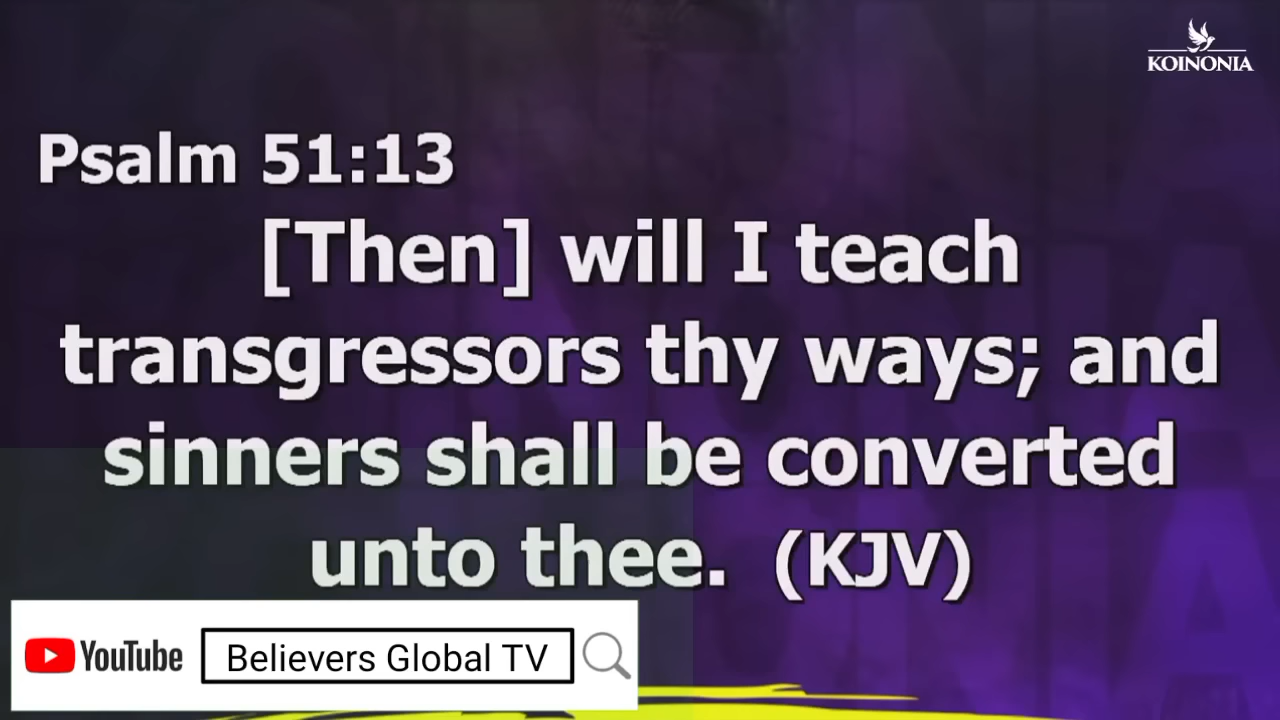 KOINONIA
Psalm 51:13
[Then] will I teach
transgressors thy ways; and
sinners shall be converted
unto thee. (KJV)
YouTube Believers Global TV